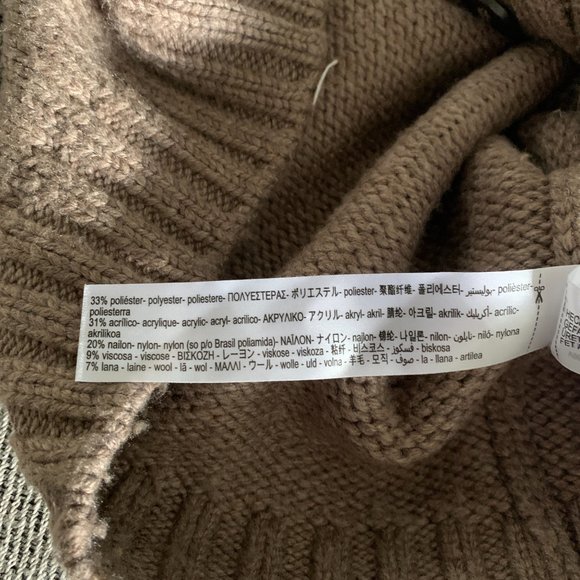 33% poliéster- polyester- poliestere- ΠΟΛΥΕΣΤΕΡΑΣ- ポリエステル- poliester- 聚酯纤维- 폴리에스터- بوليستير- polièster-
poliesterra
31% acrílico- acrylique- acrylic- acryl- acrilico- ΑΚΡΥΛΙΚΟ- アクリル- akryl- akril- 腈纶- 아크릴- akrilik- أكريليك- acrílic-
akrilikoa
20% nailon- nylon- nylon (so p/o Brasil poliamida)- ΝΑΪΛΟΝ- ナイロン- nalon- 锦纶- 나일론- nilon- نايلون- niló- nylona
9% viscosa - viscose - ΒΙΣΚΟΖΗ - レーヨン - viskose - viskoza - 粘纤 - 비스코스 - فسكوز - biskosa
7% lana - laine - wool - lã - wol - ΜΑΛΛΙ - ウール - wolle - uld - volna - 羊毛 - 모직 - صوف - la - llana - artilea